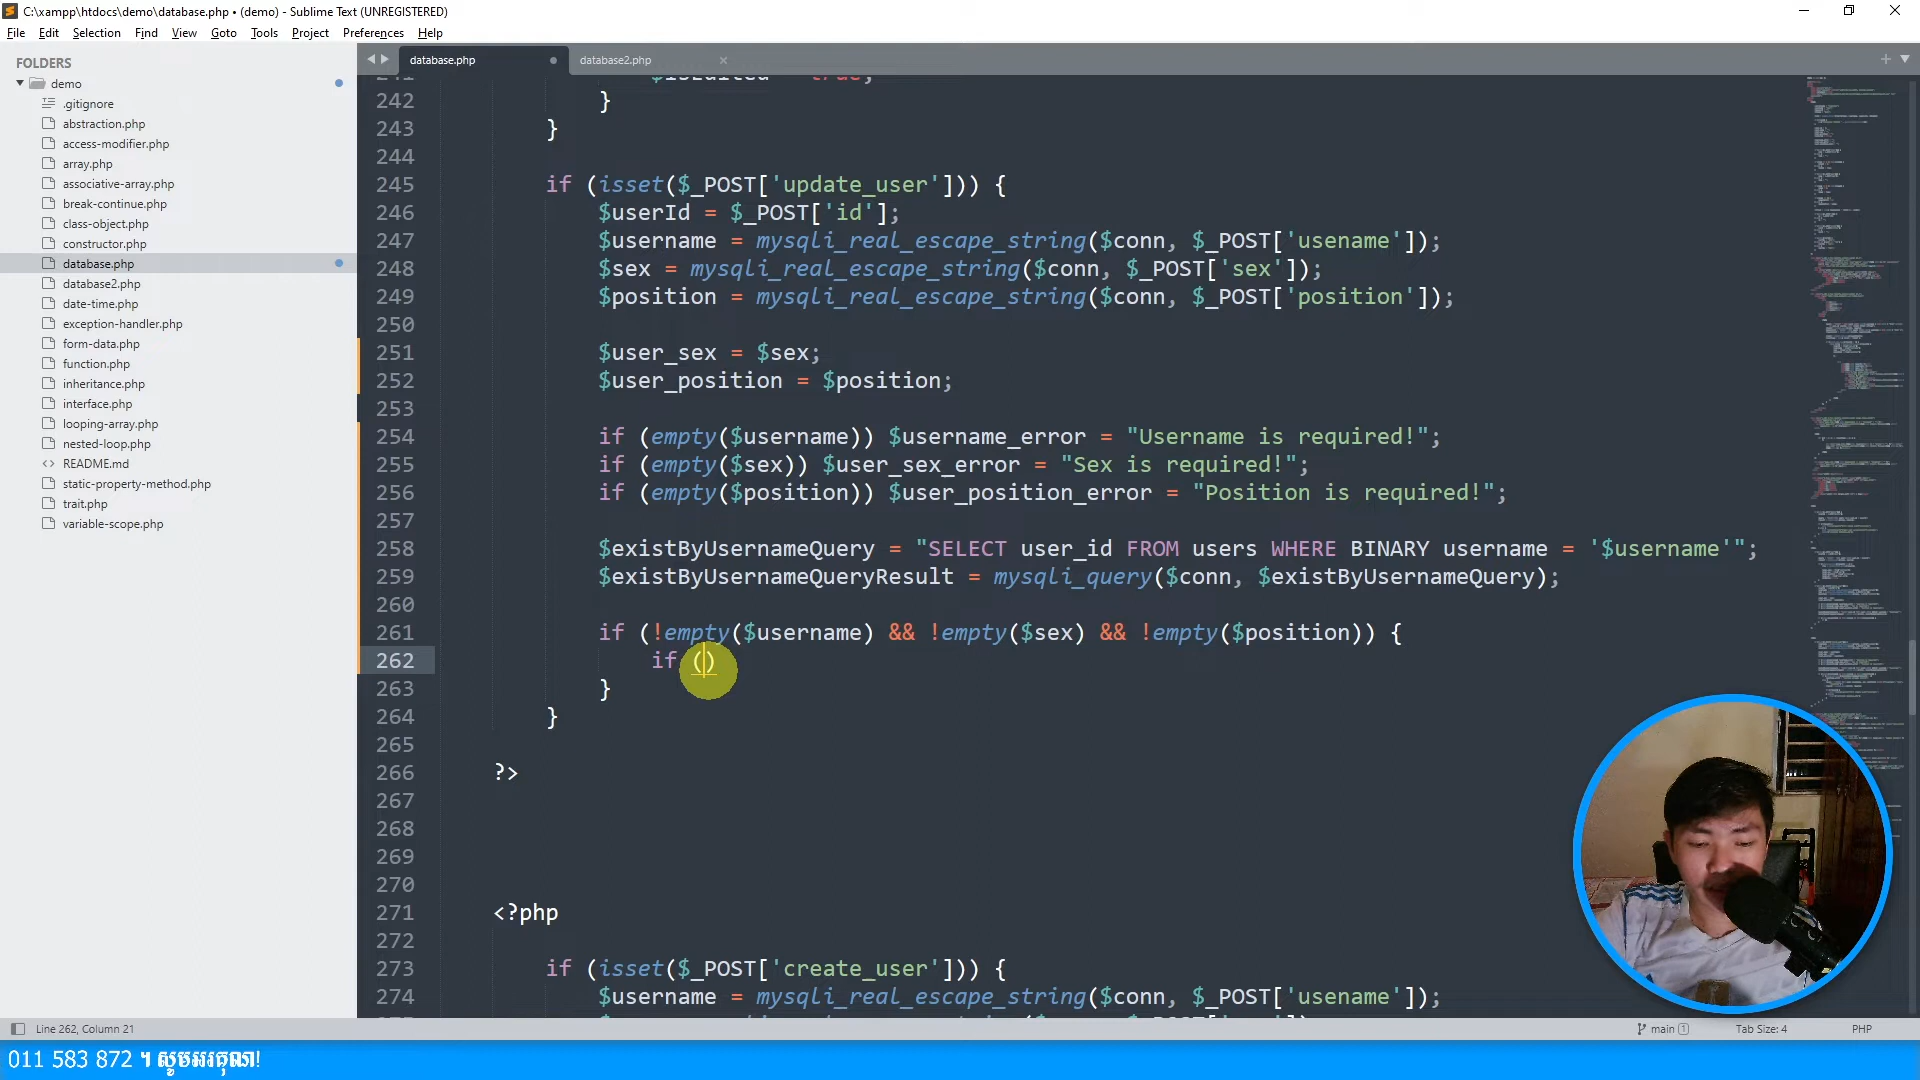 C:\xampp\htdocs\demo\database.php • (demo) - Sublime Text (UNREGISTERED)
File Edit Selection Find View Goto Tools Project Preferences Help
FOLDERS
demo
.gitignore
abstraction.php
access-modifier.php
array.php
associative-array.php
break-continue.php
class-object.php
constructor.php
database.php
database2.php
date-time.php
exception-handler.php
form-data.php
function.php
inheritance.php
interface.php
looping-array.php
nested-loop.php
README.md
static-property-method.php
trait.php
variable-scope.php
database.php database2.php
242 }
243 }
244
245 if (isset($_POST['update_user'])) {
246 $userId = $_POST['id'];
247 $username = mysqli_real_escape_string($conn, $_POST['usename']);
248 $sex = mysqli_real_escape_string($conn, $_POST['sex']);
249 $position = mysqli_real_escape_string($conn, $_POST['position']);
250
251 $user_sex = $sex;
252 $user_position = $position;
253
254 if (empty($username)) $username_error = "Username is required!";
255 if (empty($sex)) $user_sex_error = "Sex is required!";
256 if (empty($position)) $user_position_error = "Position is required!";
257
258 $existByUsernameQuery = "SELECT user_id FROM users WHERE BINARY username = '$username'";
259 $existByUsernameQueryResult = mysqli_query($conn, $existByUsernameQuery);
260
261 if (!empty($username) && !empty($sex) && !empty($position)) {
262 if ()
263 }
264 }
265
266 ?>
267
268
269
270
271 <?php
272
273 if (isset($_POST['create_user'])) {
274 $username = mysqli_real_escape_string($conn, $_POST['usename']);
Line 262, Column 21 main 1 Tab Size: 4 PHP
011 583 872 ។ សូមអរគុណ!